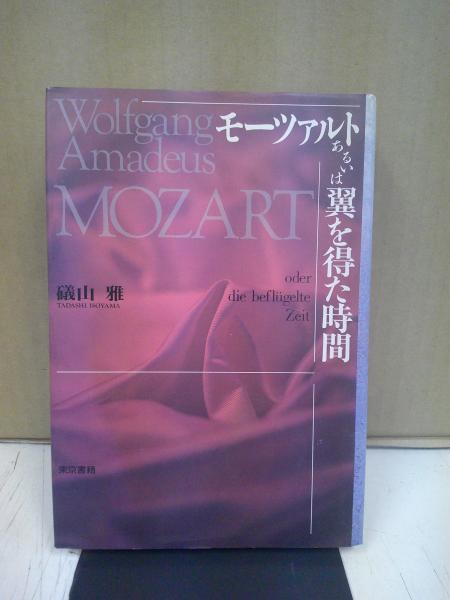 Wolfgang
Amadeus
MOZART
モーツァルト
あるいは
翼を得た時間
oder
die beflügelte
Zeit
礒山 雅
TADASHI ISOYAMA
東京書籍